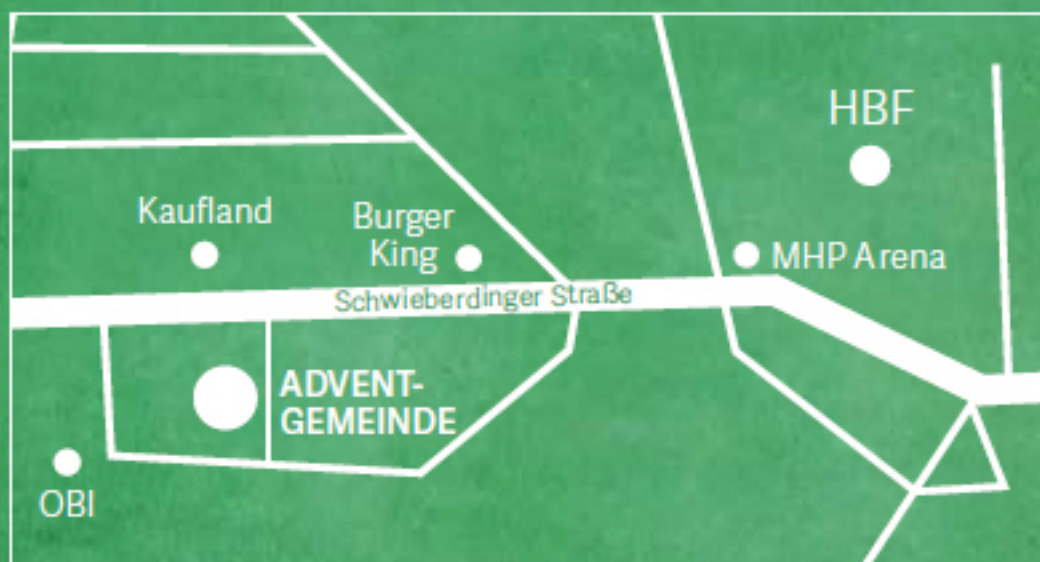 HBF
Kaufland
Burger
King
MHP Arena
Schwieberdinger Straße
ADVENT-
GEMEINDE
OBI